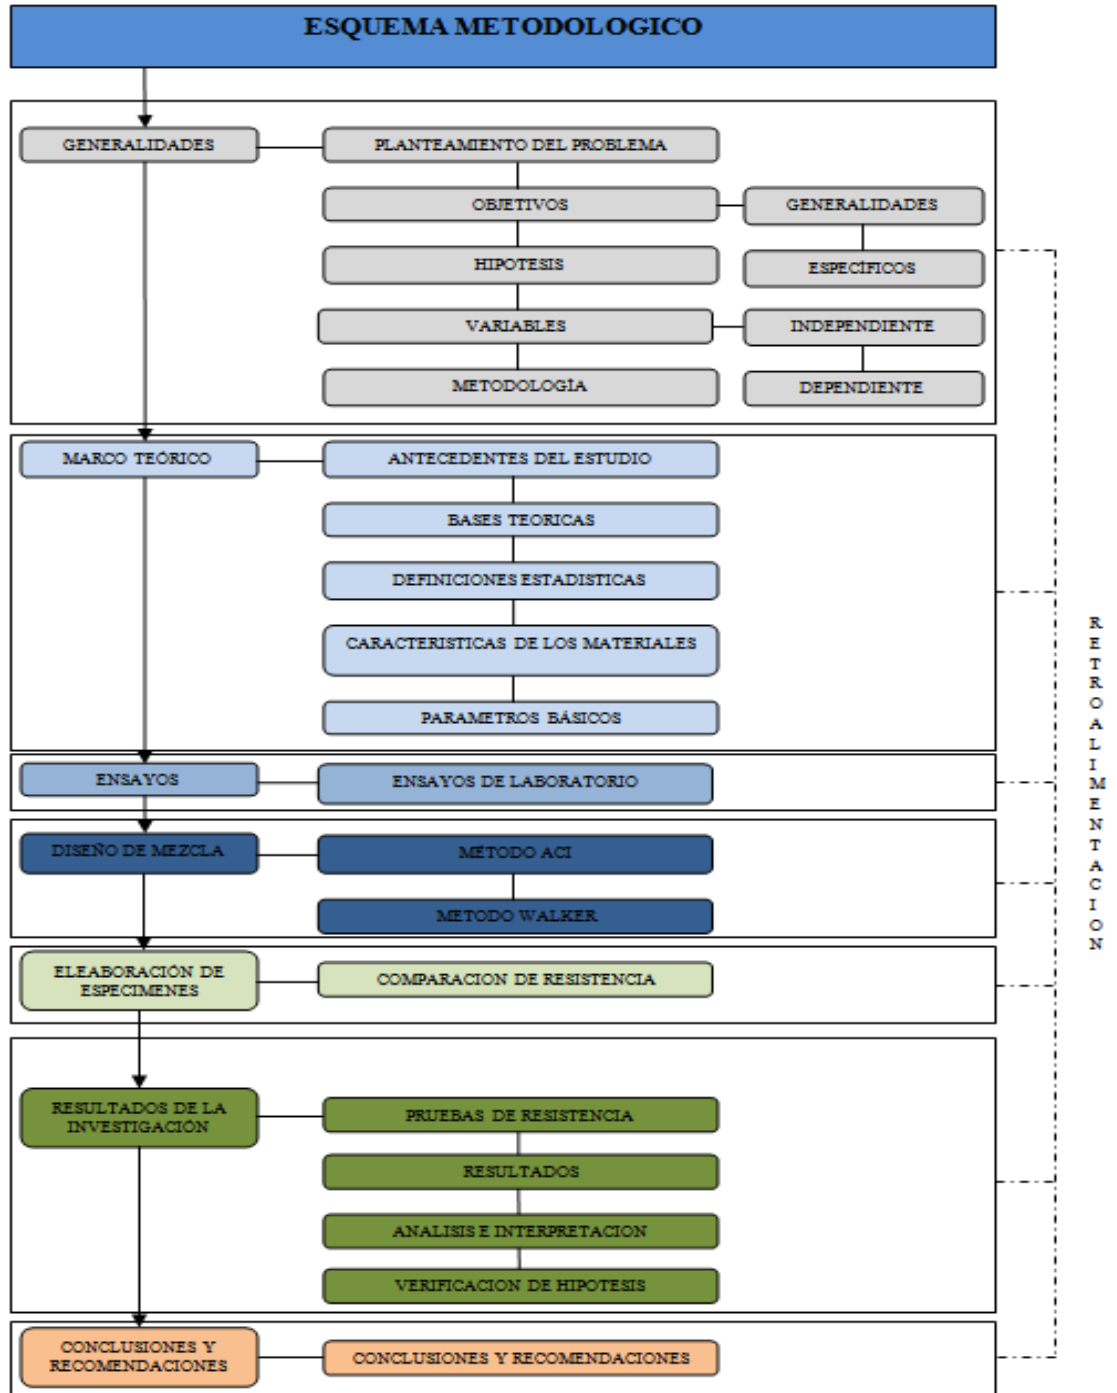 ESQUEMA METODOLOGICO
GENERALIDADES
PLANTEAMIENTO DEL PROBLEMA
OBJETIVOS
GENERALIDADES
HIPOTESIS
ESPECÍFICOS
VARIABLES
INDEPENDIENTE
METODOLOGÍA
DEPENDIENTE
MARCO TEÓRICO
ANTECEDENTES DEL ESTUDIO
BASES TEORICAS
DEFINICIONES ESTADISTICAS
CARACTERISTICAS DE LOS MATERIALES
PARAMETROS BÁSICOS
ENSAYOS
ENSAYOS DE LABORATORIO
DISEÑO DE MEZCLA
MÉTODO ACI
METODO WALKER
ELEABORACIÓN DE
ESPECIMENES
COMPARACION DE RESISTENCIA
RESULTADOS DE LA
INVESTIGACIÓN
PRUEBAS DE RESISTENCIA
RESULTADOS
ANALISIS E INTERPRETACION
VERIFICACION DE HIPOTESIS
CONCLUSIONES Y
RECOMENDACIONES
CONCLUSIONES Y RECOMENDACIONES
RETROALIMENTACION